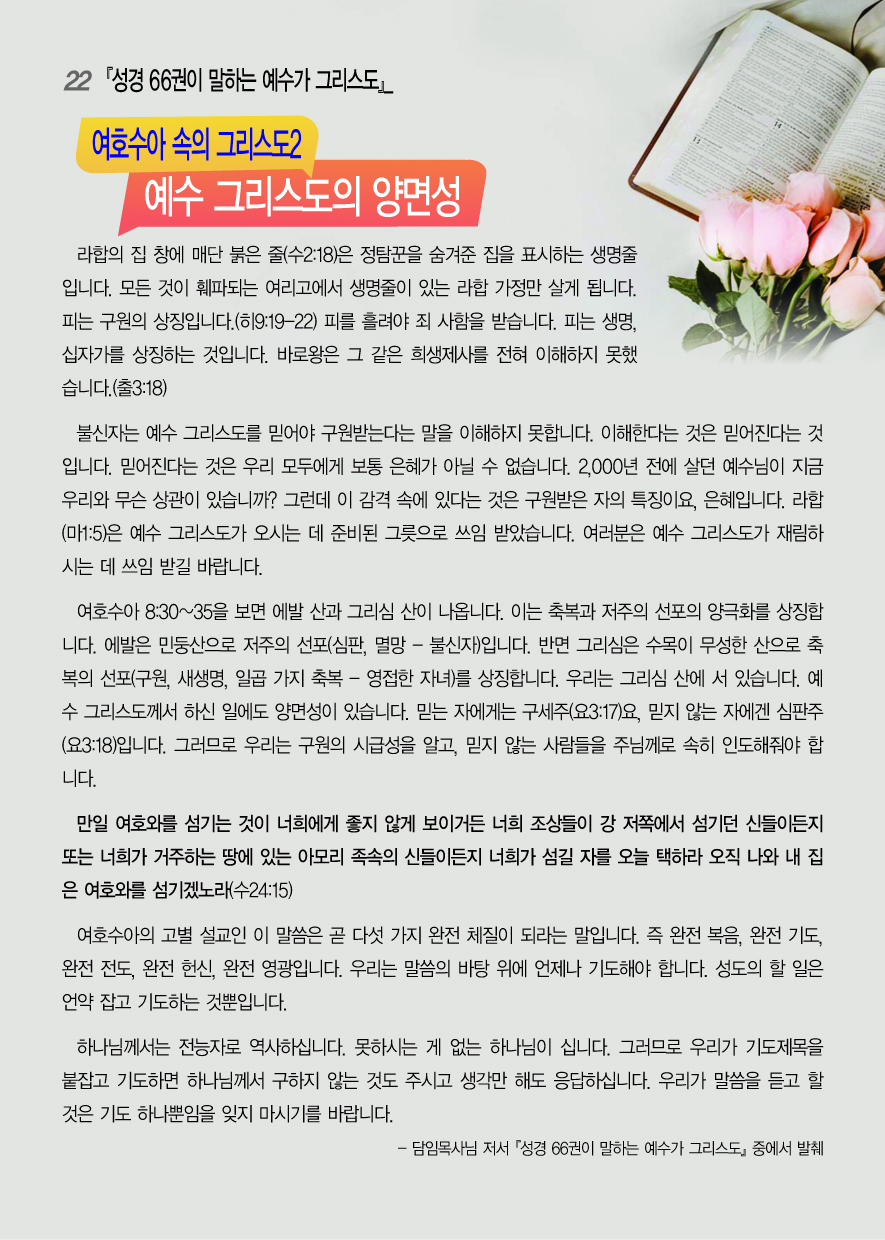 22 『성경 66권이 말하는 예수가 그리스도』_
여호수아 속의 그리스도2
예수 그리스도의 양면성
라합의 집 창에 매단 붉은 줄(수2:18)은 정탐꾼을 숨겨준 집을 표시하는 생명줄
입니다. 모든 것이 훼파되는 여리고에서 생명줄이 있는 라합 가정만 살게 됩니다.
피는 구원의 상징입니다.(히9:19-22) 피를 흘려야 죄 사함을 받습니다. 피는 생명,
십자가를 상징하는 것입니다. 바로왕은 그 같은 희생제사를 전혀 이해하지 못했
습니다.(출3:18)
불신자는 예수 그리스도를 믿어야 구원받는다는 말을 이해하지 못합니다. 이해한다는 것은 믿어진다는 것
입니다. 믿어진다는 것은 우리 모두에게 보통 은혜가 아닐 수 없습니다. 2,000년 전에 살던 예수님이 지금
우리와 무슨 상관이 있습니까? 그런데 이 감격 속에 있다는 것은 구원받은 자의 특징이요, 은혜입니다. 라합
(마1:5)은 예수 그리스도가 오시는 데 준비된 그릇으로 쓰임 받았습니다. 여러분은 예수 그리스도가 재림하
시는 데 쓰임 받길 바랍니다.
여호수아 8:30~35을 보면 에발 산과 그리심 산이 나옵니다. 이는 축복과 저주의 선포의 양극화를 상징합
니다. 에발은 민둥산으로 저주의 선포(심판, 멸망 - 불신자)입니다. 반면 그리심은 수목이 무성한 산으로 축
복의 선포(구원, 새생명, 일곱 가지 축복 - 영접한 자녀)를 상징합니다. 우리는 그리심 산에 서 있습니다. 예
수 그리스도께서 하신 일에도 양면성이 있습니다. 믿는 자에게는 구세주(요3:17)요, 믿지 않는 자에겐 심판주
(요3:18)입니다. 그러므로 우리는 구원의 시급성을 알고, 믿지 않는 사람들을 주님께로 속히 인도해줘야 합
니다.
만일 여호와를 섬기는 것이 너희에게 좋지 않게 보이거든 너희 조상들이 강 저쪽에서 섬기던 신들이든지
또는 너희가 거주하는 땅에 있는 아모리 족속의 신들이든지 너희가 섬길 자를 오늘 택하라 오직 나와 내 집
은 여호와를 섬기겠노라(수24:15)
여호수아의 고별 설교인 이 말씀은 곧 다섯 가지 완전 체질이 되라는 말입니다. 즉 완전 복음, 완전 기도,
완전 전도, 완전 헌신, 완전 영광입니다. 우리는 말씀의 바탕 위에 언제나 기도해야 합니다. 성도의 할 일은
언약 잡고 기도하는 것뿐입니다.
하나님께서는 전능자로 역사하십니다. 못하시는 게 없는 하나님이 십니다. 그러므로 우리가 기도제목을
붙잡고 기도하면 하나님께서 구하지 않는 것도 주시고 생각만 해도 응답하십니다. 우리가 말씀을 듣고 할
것은 기도 하나뿐임을 잊지 마시기를 바랍니다.
- 담임목사님 저서 『성경 66권이 말하는 예수가 그리스도』 중에서 발췌